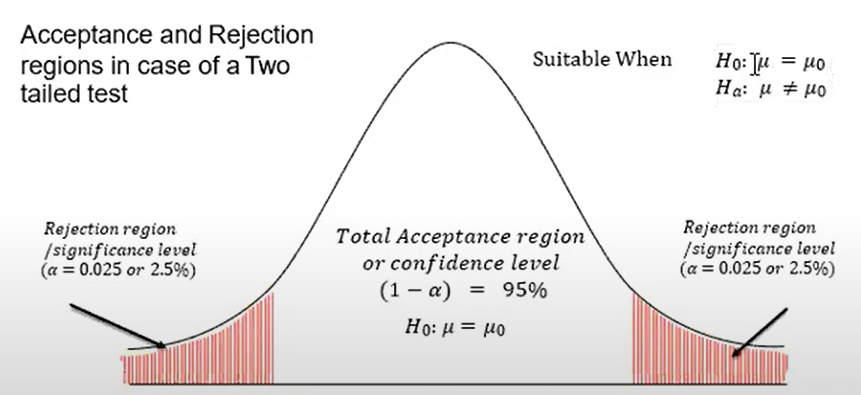 Acceptance and Rejection
regions in case of a Two
tailed test
Suitable When
H₀: μ = μ₀
Hₐ: μ ≠ μ₀
Rejection region
/significance level
(α = 0.025 or 2.5%)
Total Acceptance region
or confidence level
(1 − α) = 95%
H₀: μ = μ₀
Rejection region
/significance level
(α = 0.025 or 2.5%)